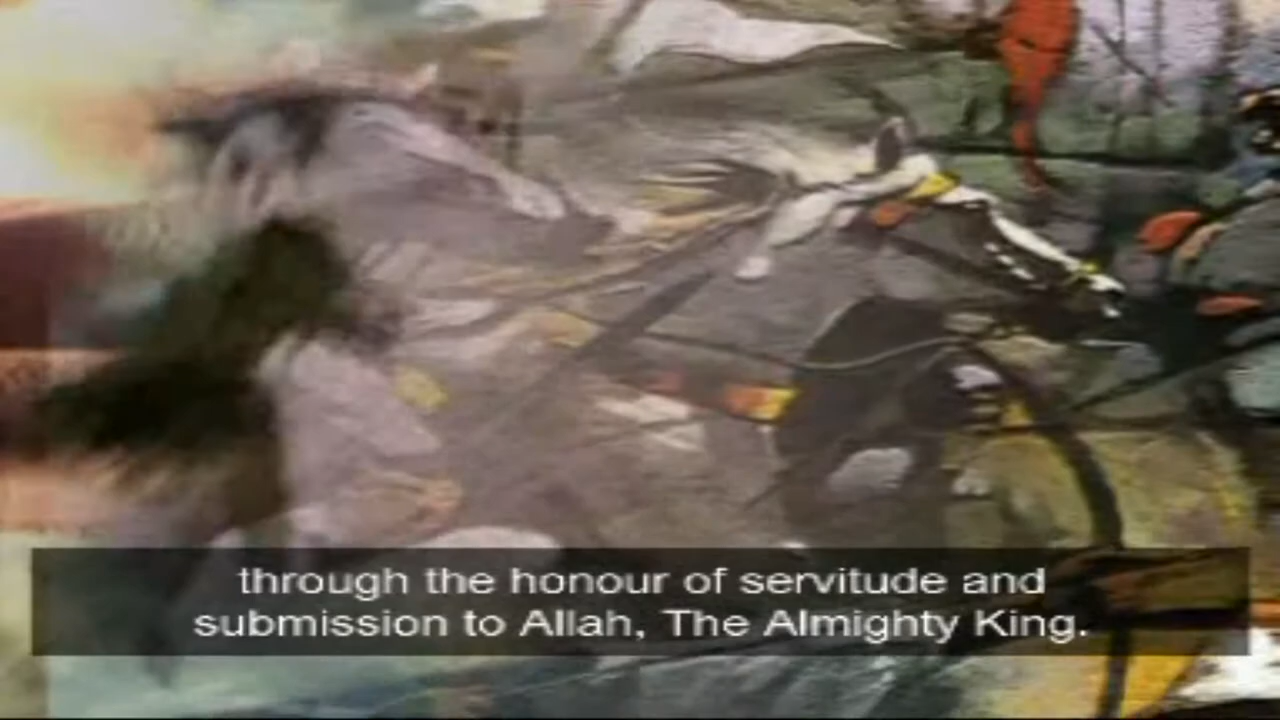 through the honour of servitude and
submission to Allah, The Almighty King.